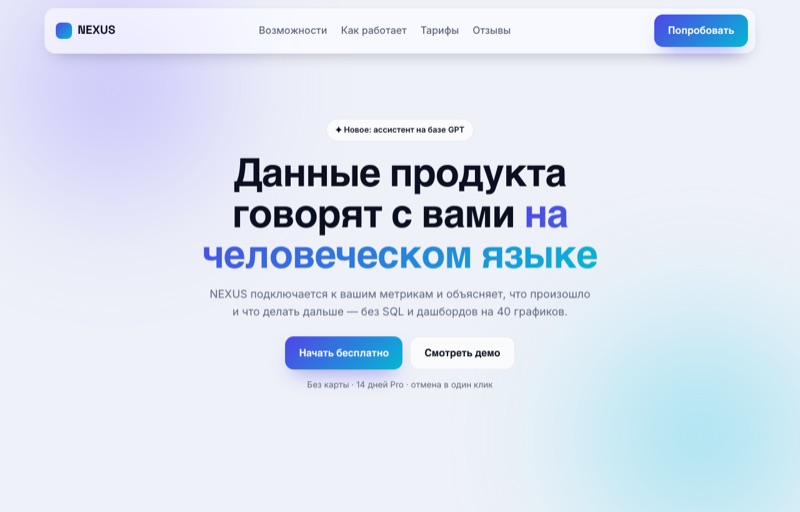 NEXUS
Возможности
Как работает
Тарифы
Отзывы
Попробовать
✦ Новое: ассистент на базе GPT
Данные продукта
говорят с вами на
человеческом языке
NEXUS подключается к вашим метрикам и объясняет, что произошло
и что делать дальше — без SQL и дашбордов на 40 графиков.
Начать бесплатно
Смотреть демо
Без карты · 14 дней Pro · отмена в один клик